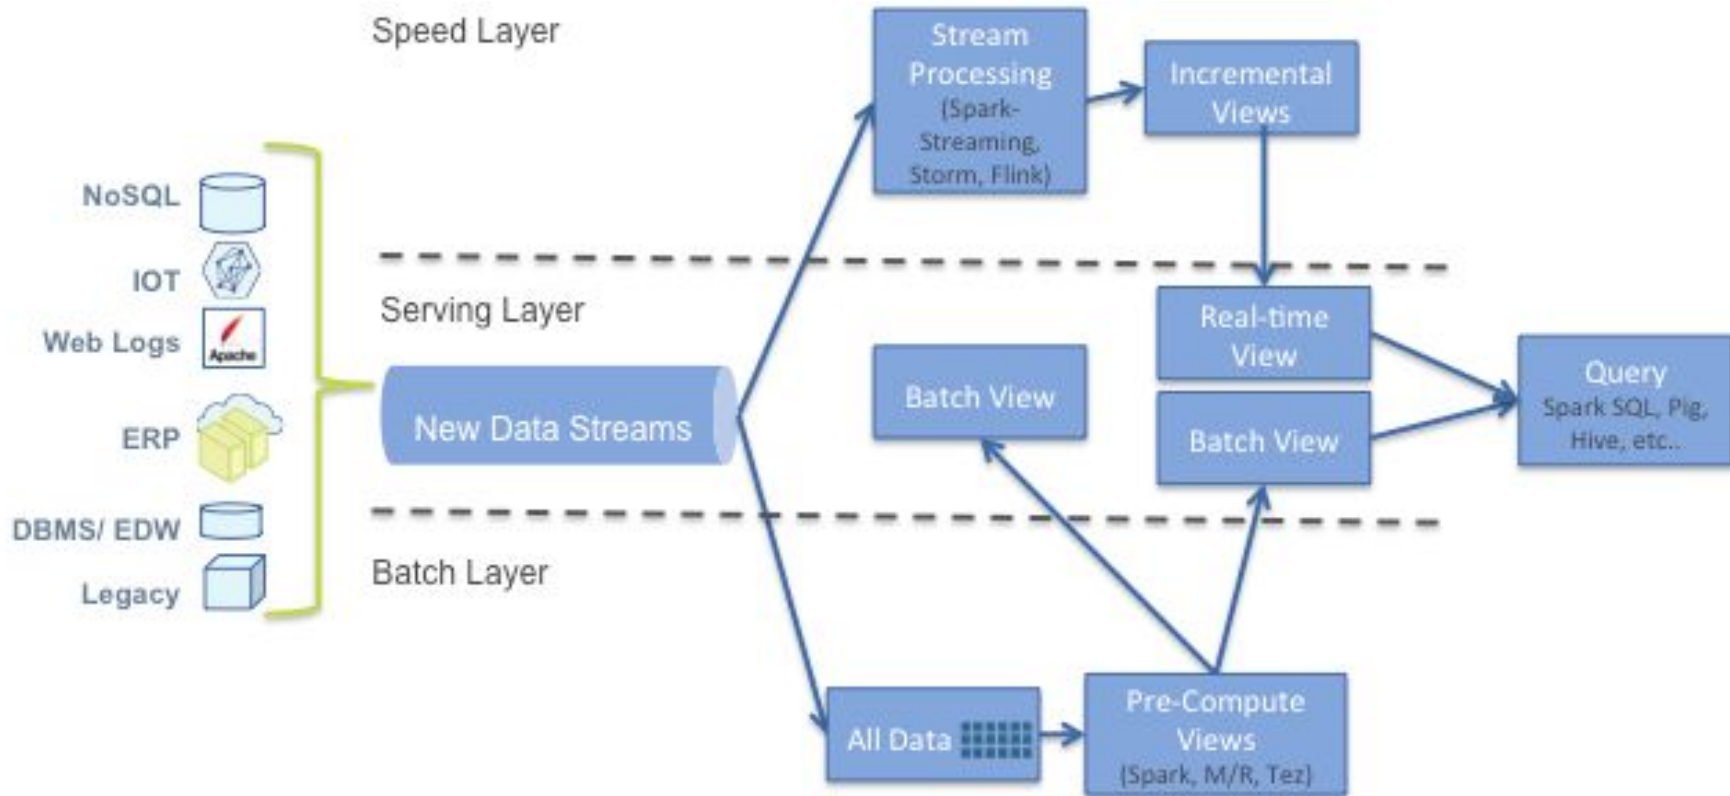 Speed Layer
Stream
Processing
(Spark-
Streaming,
Storm, Flink)
Incremental
Views
NoSQL
IOT
Web Logs
Apache
ERP
DBMS/ EDW
Legacy
Serving Layer
New Data Streams
Batch View
Real-time
View
Batch View
Query
Spark SQL, Pig,
Hive, etc..
Batch Layer
All Data
Pre-Compute
Views
(Spark, M/R, Tez)